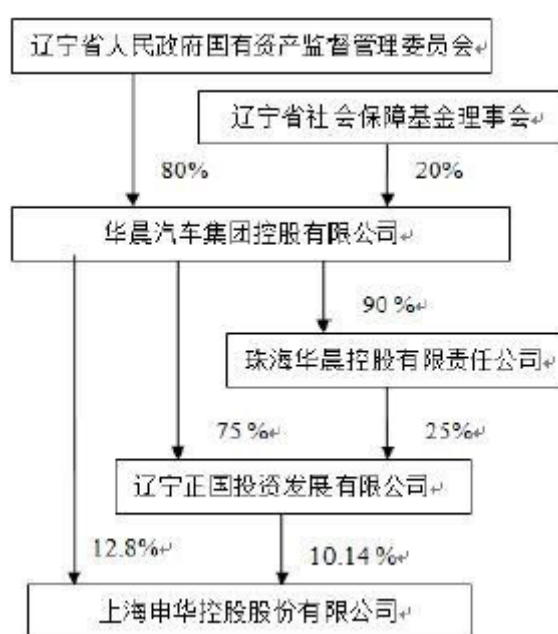 辽宁省人民政府国有资产监督管理委员会
辽宁省社会保障基金理事会
80%
20%
华晨汽车集团控股有限公司
90%
珠海华晨控股有限责任公司
75%
25%
辽宁正国投资发展有限公司
12.8%
10.14%
上海申华控股股份有限公司